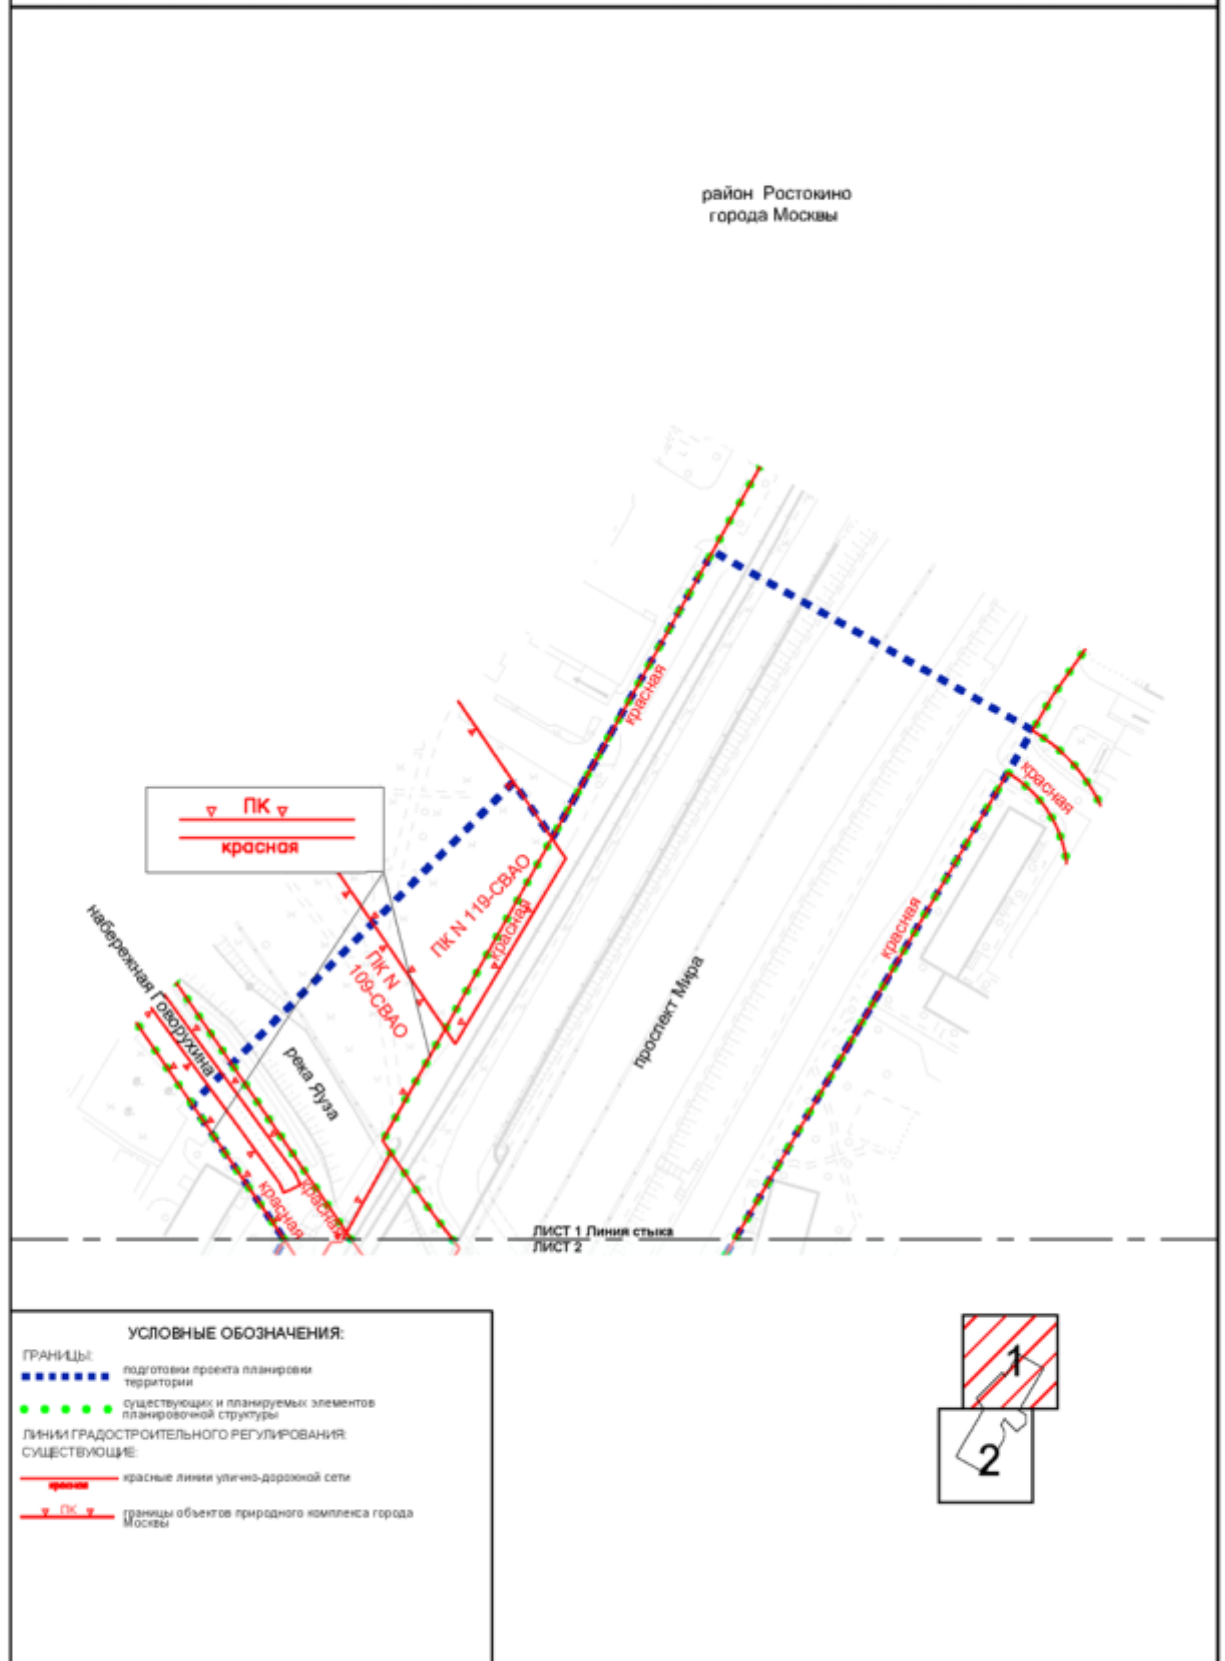 район Ростокино
города Москвы
красная
красная
ПК
красная
ПК N 119-СВАО
красная
красная
ПК N
109-СВАО
набережная Говорухина
река Яуза
проспект Мира
красная
красная
ЛИСТ 1 Линия стыка
ЛИСТ 2
УСЛОВНЫЕ ОБОЗНАЧЕНИЯ:
ГРАНИЦЫ:
подготовки проекта планировки
территории
существующих и планируемых элементов
планировочной структуры
ЛИНИИ ГРАДОСТРОИТЕЛЬНОГО РЕГУЛИРОВАНИЯ:
СУЩЕСТВУЮЩИЕ:
красная
красные линии улично-дорожной сети
ПК
границы объектов природного комплекса города
Москвы
1
2